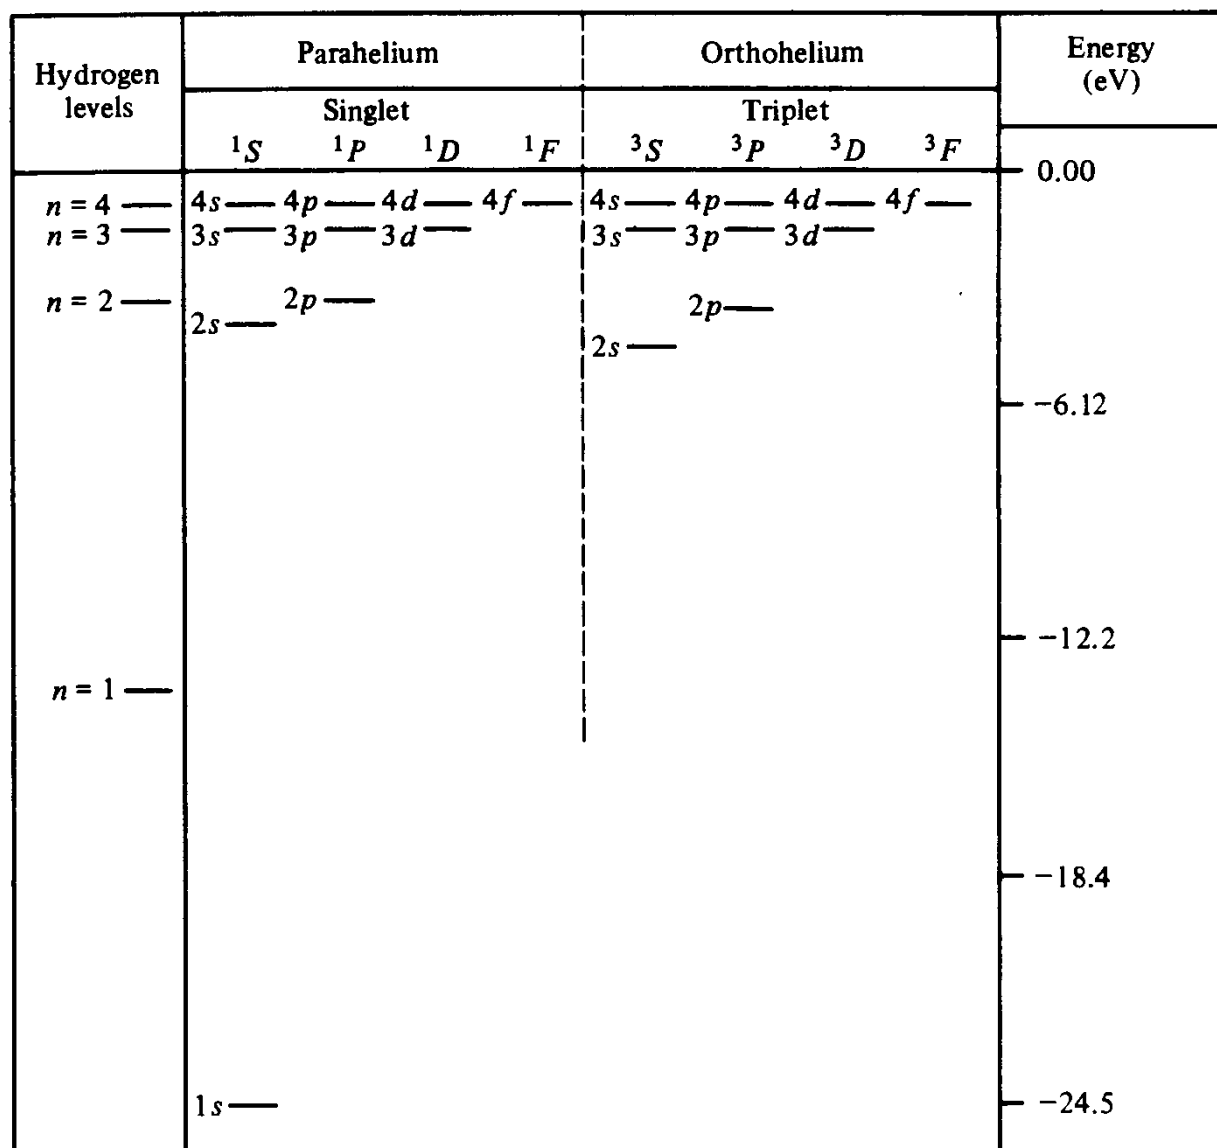 Hydrogen levels
Parahelium
Orthohelium
Energy (eV)
Singlet
Triplet
¹S ¹P ¹D ¹F ³S ³P ³D ³F
0.00
n = 4 4s 4p 4d 4f 4s 4p 4d 4f
n = 3 3s 3p 3d 3s 3p 3d
n = 2 2s 2p 2s 2p
−6.12
−12.2
n = 1
−18.4
1s −24.5